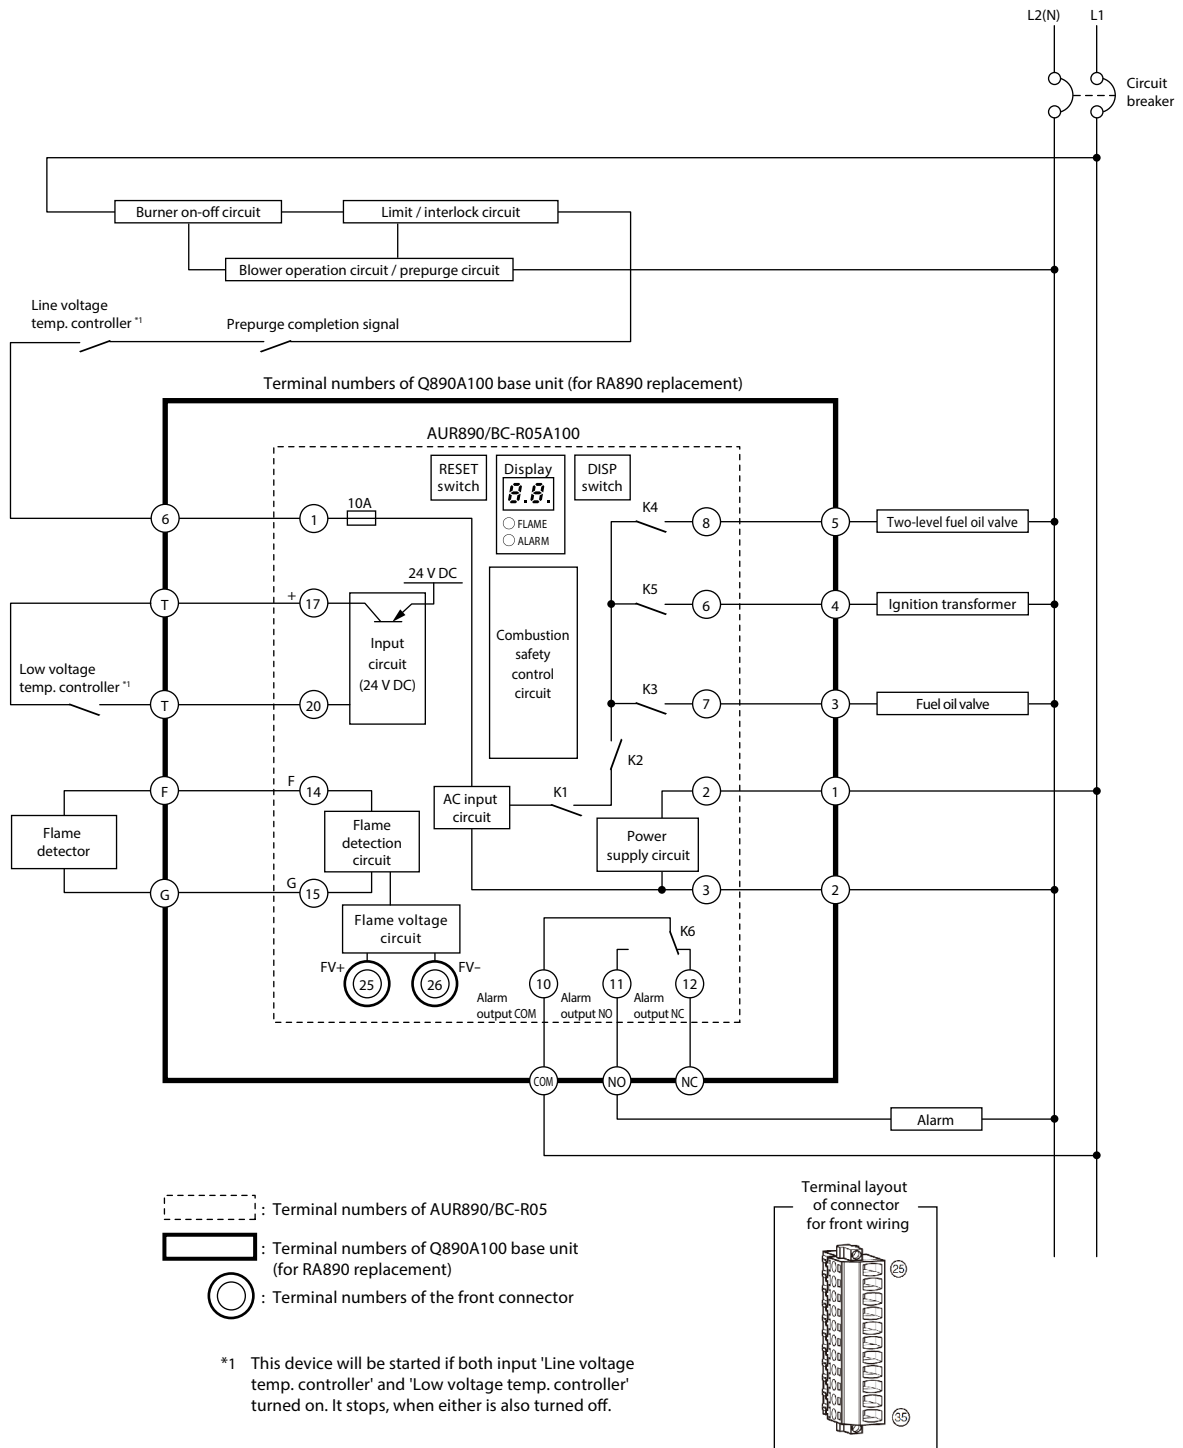 L2(N) L1
Circuit
breaker
Burner on-off circuit
Limit / interlock circuit
Blower operation circuit / prepurge circuit
Line voltage
temp. controller *1
Prepurge completion signal
Terminal numbers of Q890A100 base unit (for RA890 replacement)
AUR890/BC-R05A100
RESET
switch
Display
8.8.
FLAME
ALARM
DISP
switch
6
1
10A
K4
8
5
Two-level fuel oil valve
24 V DC
T
+
17
Input
circuit
(24 V DC)
Combustion
safety
control
circuit
K5
6
4
Ignition transformer
Low voltage
temp. controller *1
T
20
K3
7
3
Fuel oil valve
K2
F
F
14
AC input
circuit
K1
2
1
Flame
detector
Flame
detection
circuit
Power
supply circuit
G
G
15
3
2
Flame voltage
circuit
K6
FV+
25
26
FV–
10
11
12
Alarm
output COM
Alarm
output NO
Alarm
output NC
COM
NO
NC
Alarm
: Terminal numbers of AUR890/BC-R05
: Terminal numbers of Q890A100 base unit
(for RA890 replacement)
: Terminal numbers of the front connector
Terminal layout
of connector
for front wiring
25
35
*1 This device will be started if both input 'Line voltage
temp. controller' and 'Low voltage temp. controller'
turned on. It stops, when either is also turned off.